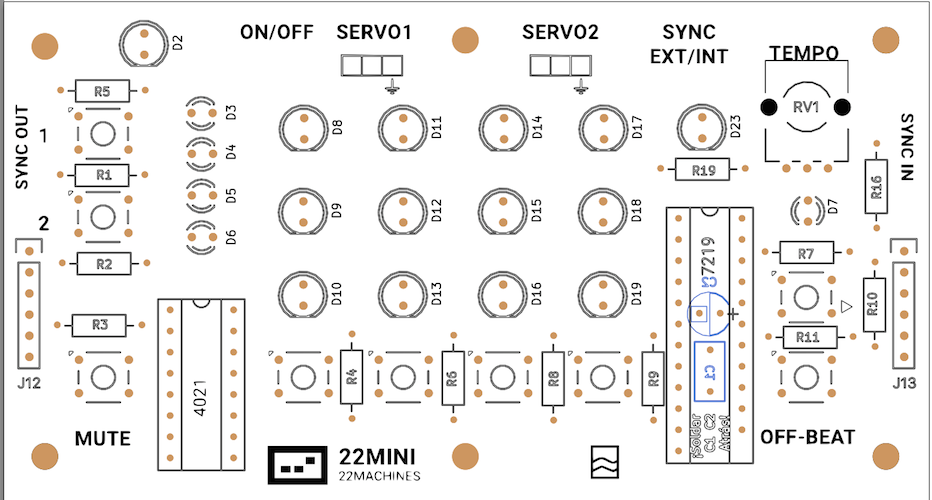 ON/OFF SERVO1 SERVO2 SYNC EXT/INT TEMPO
D2
R5
SYNC OUT
1
R1
2
R2
R3
D3
D4
D5
D6
D8
D11
D14
D17
D23
D9
D12
D15
D18
D10
D13
D16
D19
R19
RV1
SYNC IN
R16
D7
R7
R10
R11
7219
C2
C1
¡Soldar
C1 C2
Atrás!
J12
4021
R4
R6
R8
R9
J13
MUTE
22MINI
22MACHINES
OFF-BEAT